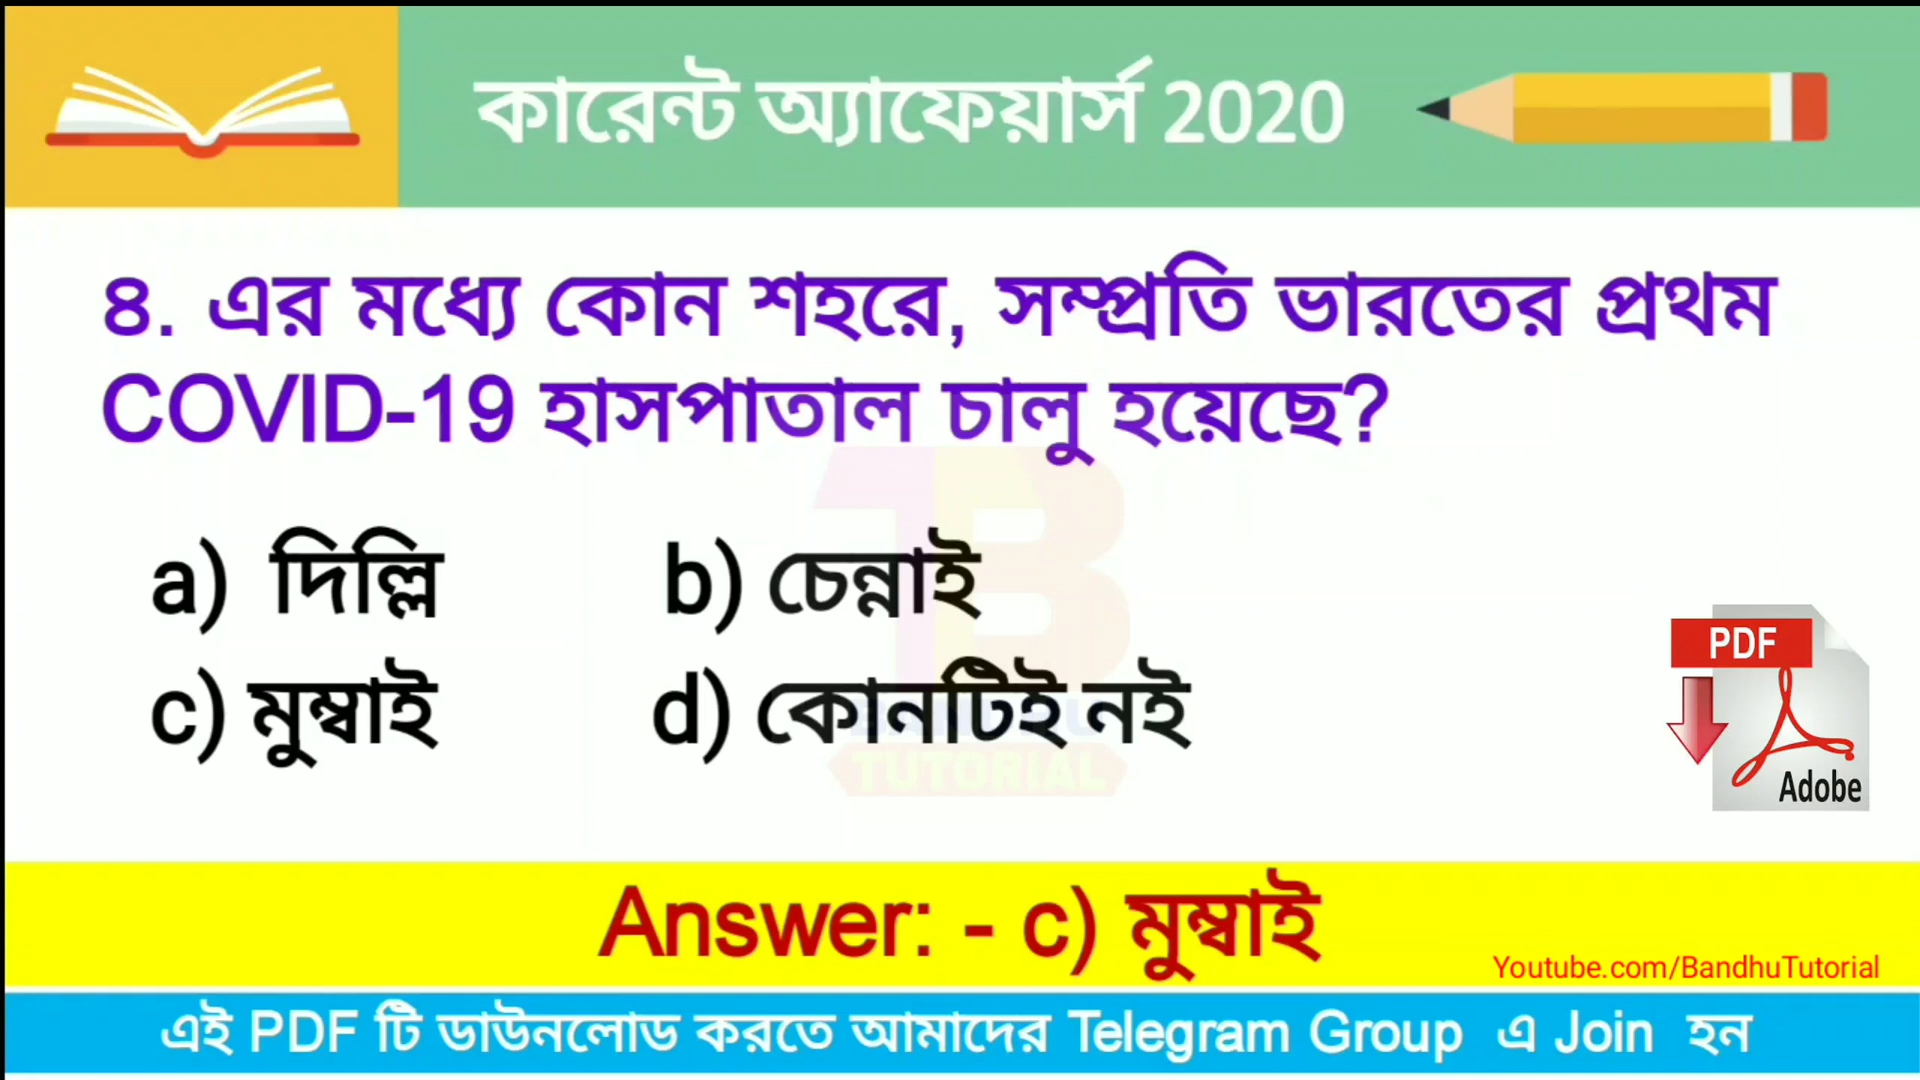 কারেন্ট অ্যাফেয়ার্স 2020
৪. এর মধ্যে কোন শহরে, সম্প্রতি ভারতের প্রথম
COVID-19 হাসপাতাল চালু হয়েছে?
a) দিল্লি b) চেন্নাই
c) মুম্বাই d) কোনটিই নই
TUTORIAL
PDF
Adobe
Answer: - c) মুম্বাই
Youtube.com/BandhuTutorial
এই PDF টি ডাউনলোড করতে আমাদের Telegram Group এ Join হন